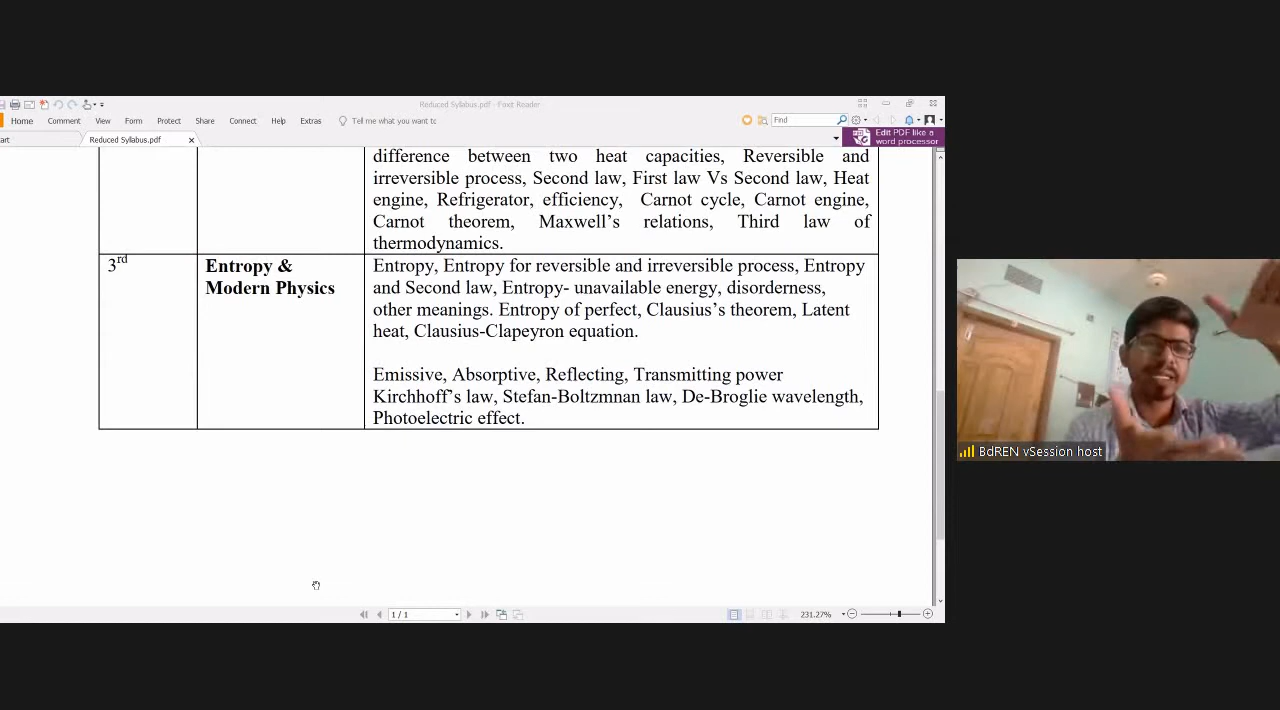 Reduced Syllabus.pdf - Foxit Reader
Home Comment View Form Protect Share Connect Help Extras Tell me what you want tc Find
art Reduced Syllabus.pdf Edit PDF like a
word processor
difference between two heat capacities, Reversible and
irreversible process, Second law, First law Vs Second law, Heat
engine, Refrigerator, efficiency, Carnot cycle, Carnot engine,
Carnot theorem, Maxwell’s relations, Third law of
thermodynamics.
3rd
Entropy &
Modern Physics
Entropy, Entropy for reversible and irreversible process, Entropy
and Second law, Entropy- unavailable energy, disorderness,
other meanings. Entropy of perfect, Clausius’s theorem, Latent
heat, Clausius-Clapeyron equation.
Emissive, Absorptive, Reflecting, Transmitting power
Kirchhoff’s law, Stefan-Boltzmnan law, De-Broglie wavelength,
Photoelectric effect.
1 / 1
231.27%
BdREN vSession host